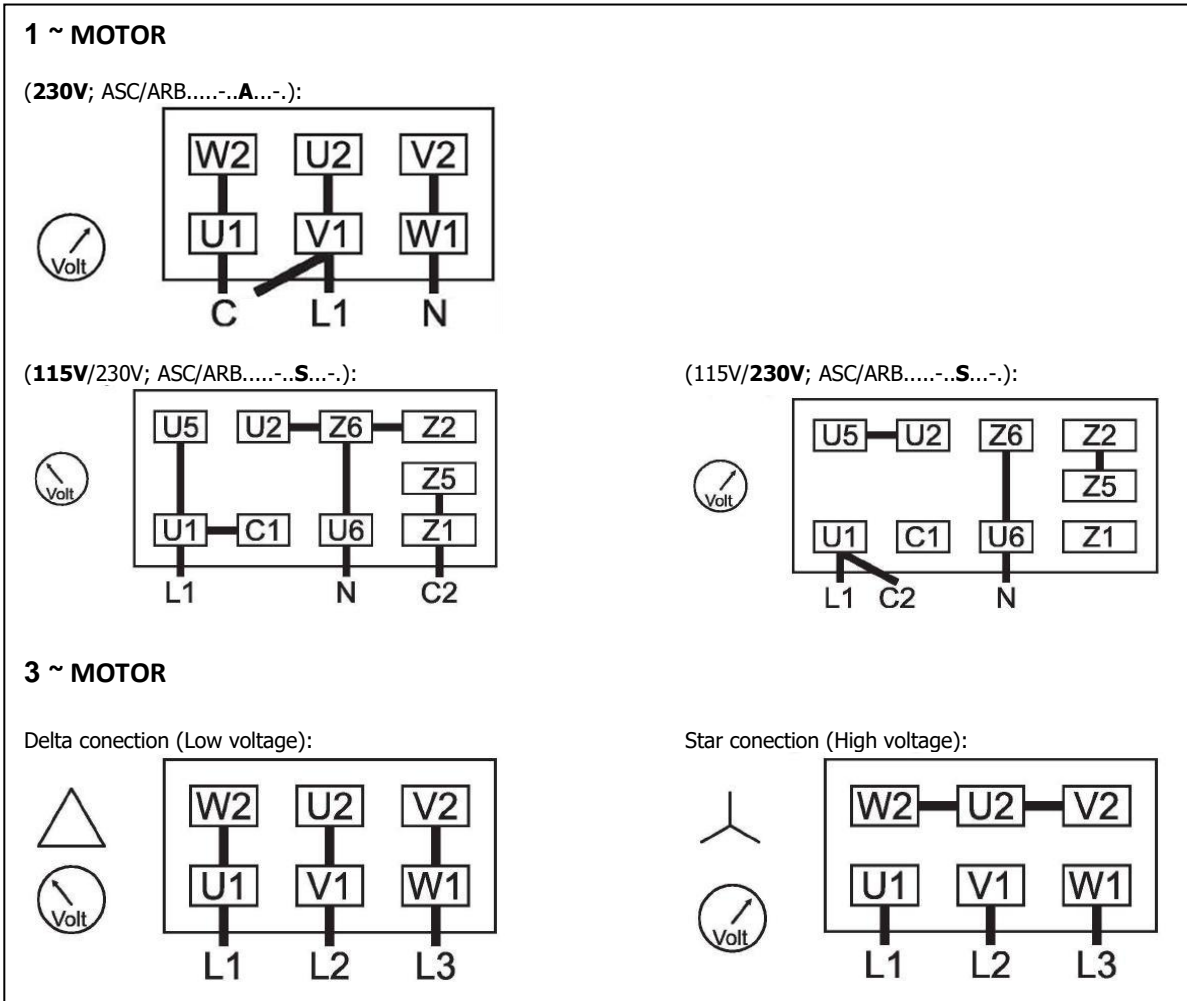 1 ~ MOTOR
(230V; ASC/ARB.....-..A...-.):
W2 U2 V2
U1 V1 W1
Volt
C L1 N
(115V/230V; ASC/ARB.....-..S...-.):
U5 U2 Z6 Z2
Z5
Volt
U1 C1 U6 Z1
L1 N C2
(115V/230V; ASC/ARB.....-..S...-.):
U5 U2 Z6 Z2
Z5
Volt
U1 C1 U6 Z1
L1 C2 N
3 ~ MOTOR
Delta conection (Low voltage):
W2 U2 V2
U1 V1 W1
Volt
L1 L2 L3
Star conection (High voltage):
W2 U2 V2
U1 V1 W1
Volt
L1 L2 L3